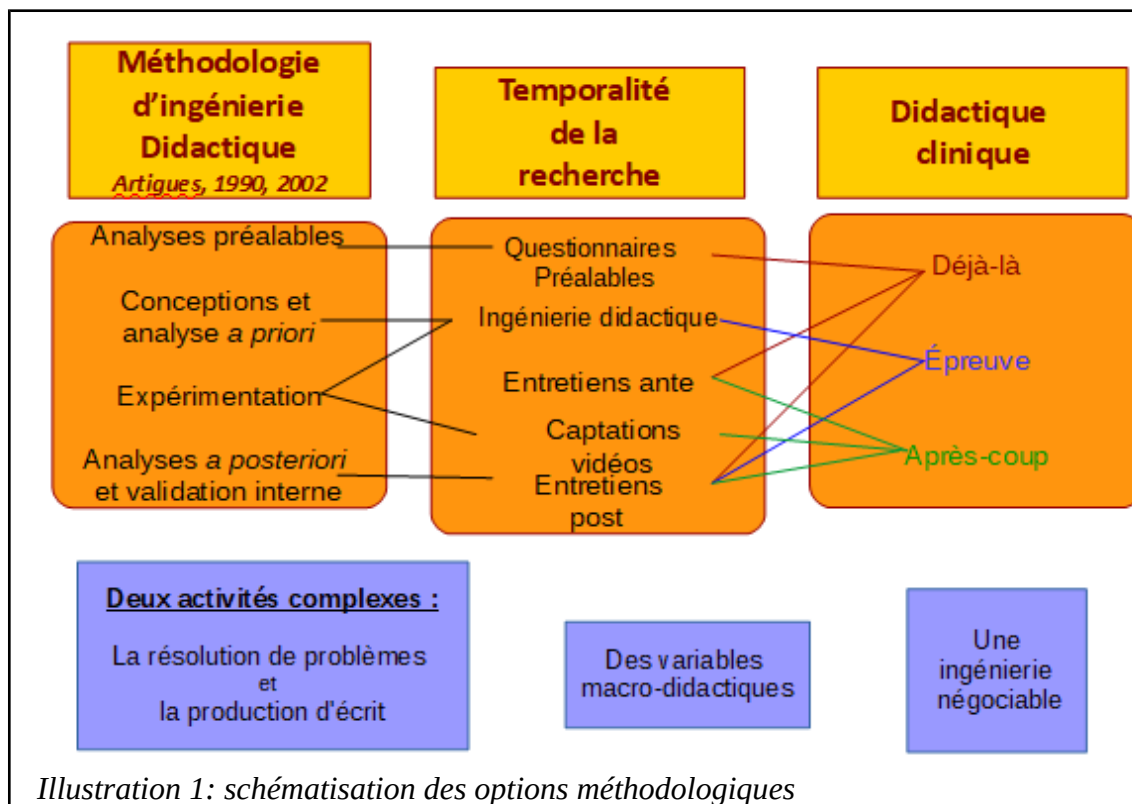 Méthodologie
d'ingénierie
Didactique
Artigues, 1990, 2002
Temporalité
de la
recherche
Didactique
clinique
Analyses préalables
Conceptions et
analyse a priori
Expérimentation
Analyses a posteriori
et validation interne
Questionnaires
Préalables
Ingénierie didactique
Entretiens ante
Captations
vidéos
Entretiens
post
Déjà-là
Épreuve
Après-coup
Deux activités complexes :
La résolution de problèmes
et
la production d'écrit
Des variables
macro-didactiques
Une
ingénierie
négociable
Illustration 1: schématisation des options méthodologiques